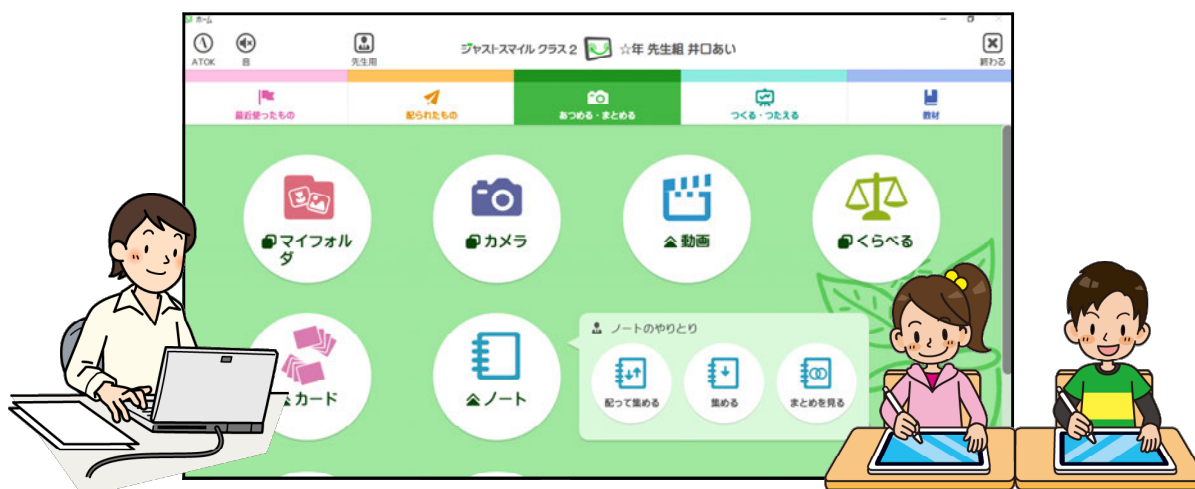 ホーム
ATOK
音
先生用
ジャストスマイル クラス2
☆年 先生組 井口あい
終わる
最近使ったもの
配られたもの
あつめる・まとめる
つくる・つたえる
教材
マイフォル
ダ
カメラ
動画
くらべる
カード
ノート
ノートのやりとり
配って集める
集める
まとめを見る